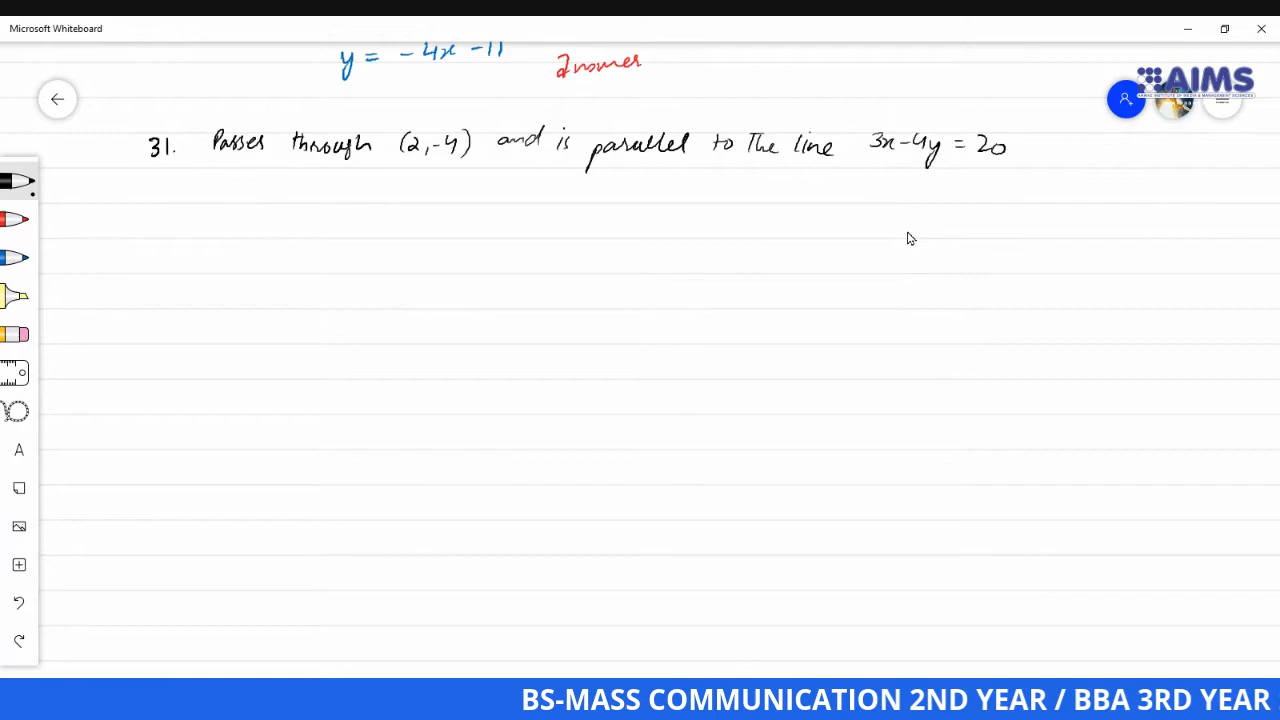 Microsoft Whiteboard
y = -4x -11
Answer
AIMS
31. Passes through (2,-4) and is parallel to The line 3x-4y = 20
A
BS-MASS COMMUNICATION 2ND YEAR / BBA 3RD YEAR